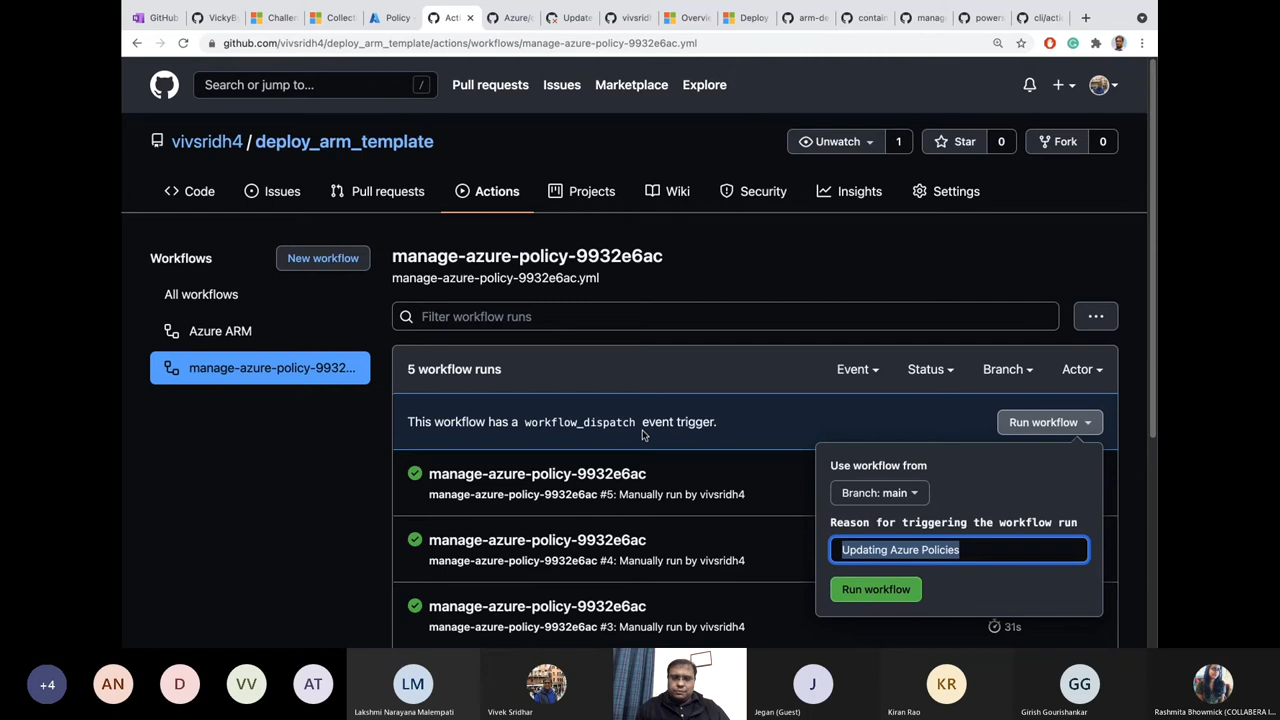 GitHub
VickyB
Challen
Collect
Policy
Acti
Azure/
Update
vivsridh
Overvi
Deploy
arm-de
contain
manag
powers
cli/action
github.com/vivsridh4/deploy_arm_template/actions/workflows/manage-azure-policy-9932e6ac.yml
Search or jump to...
/
Pull requests
Issues
Marketplace
Explore
vivsridh4 / deploy_arm_template
Unwatch
1
Star
0
Fork
0
Code
Issues
Pull requests
Actions
Projects
Wiki
Security
Insights
Settings
Workflows
New workflow
All workflows
Azure ARM
manage-azure-policy-9932...
manage-azure-policy-9932e6ac
manage-azure-policy-9932e6ac.yml
Filter workflow runs
5 workflow runs
Event
Status
Branch
Actor
This workflow has a workflow_dispatch event trigger.
Run workflow
Use workflow from
Branch: main
Reason for triggering the workflow run
Updating Azure Policies
Run workflow
manage-azure-policy-9932e6ac
manage-azure-policy-9932e6ac #5: Manually run by vivsridh4
manage-azure-policy-9932e6ac
manage-azure-policy-9932e6ac #4: Manually run by vivsridh4
manage-azure-policy-9932e6ac
manage-azure-policy-9932e6ac #3: Manually run by vivsridh4
31s
+4
AN
D
VV
AT
LM
J
KR
GG
Lakshmi Narayana Malempati
Vivek Sridhar
Jegan (Guest)
Kiran Rao
Girish Gourishankar
Rashmita Bhowmick (COLLABERA I...